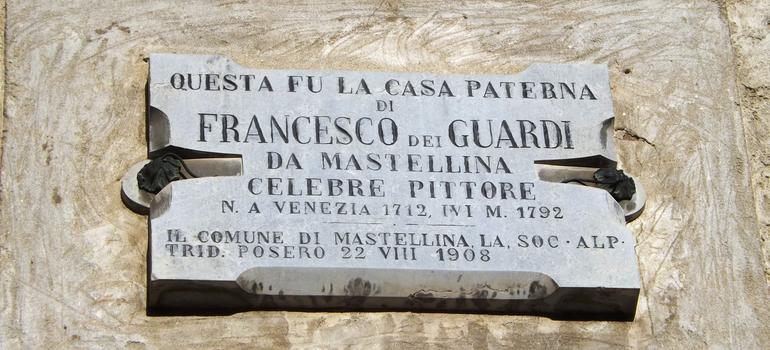 QUESTA FU LA CASA PATERNA
DI
FRANCESCO DEI GUARDI
DA MASTELLINA
CELEBRE PITTORE
N. A VENEZIA 1712, IVI M. 1792
IL COMUNE DI MASTELLINA, LA, SOC · ALP ·
TRID. POSERO 22 VIII 1908